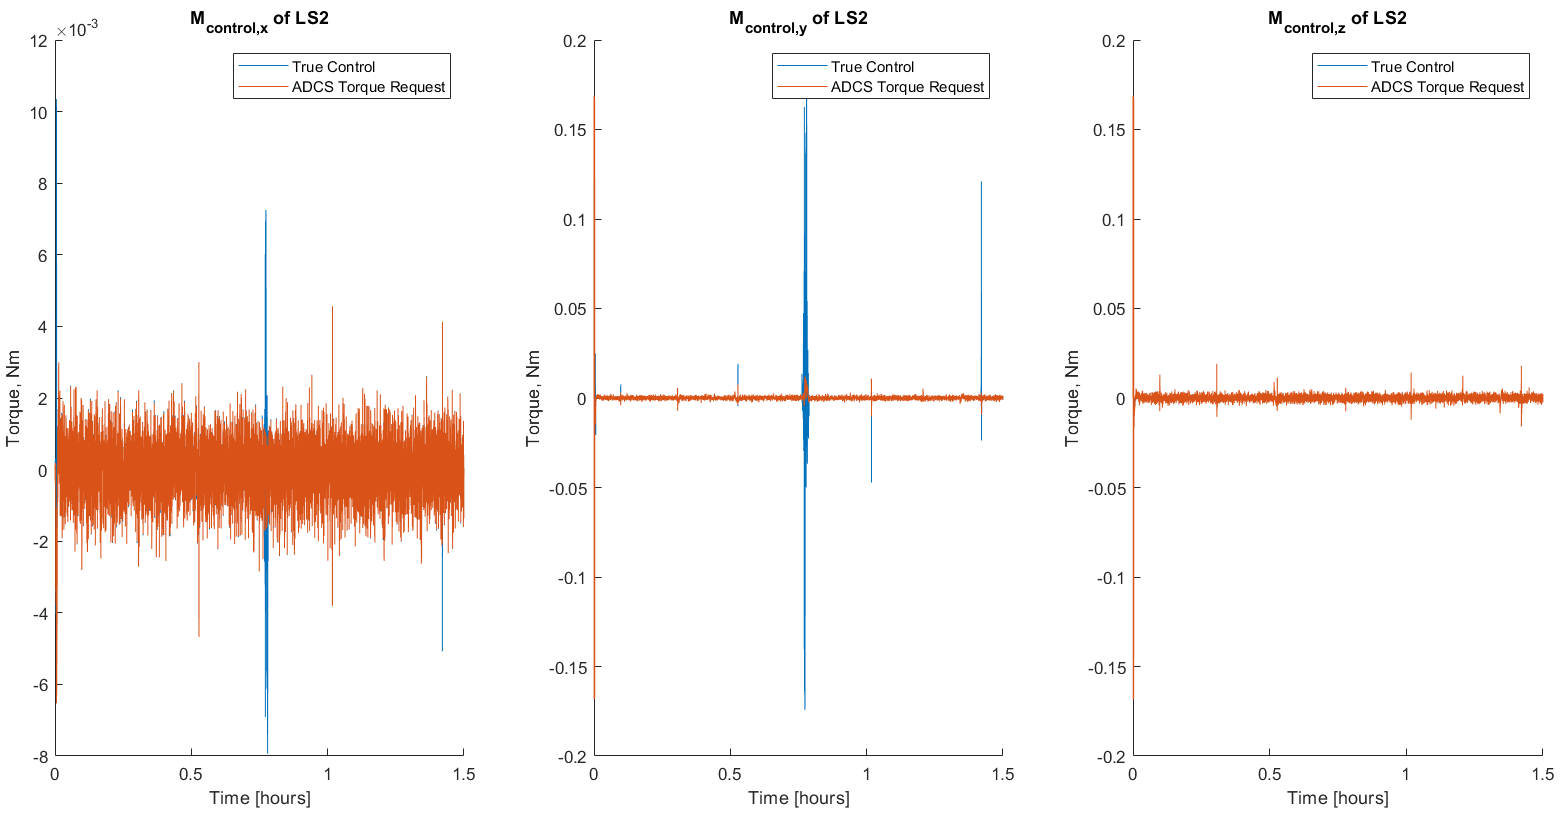 M_control,x of LS2
×10^-3
True Control
ADCS Torque Request
12
10
8
6
4
2
0
-2
-4
-6
-8
Torque, Nm
0 0.5 1 1.5
Time [hours]
M_control,y of LS2
True Control
ADCS Torque Request
0.2
0.15
0.1
0.05
0
-0.05
-0.1
-0.15
-0.2
Torque, Nm
0 0.5 1 1.5
Time [hours]
M_control,z of LS2
True Control
ADCS Torque Request
0.2
0.15
0.1
0.05
0
-0.05
-0.1
-0.15
-0.2
Torque, Nm
0 0.5 1 1.5
Time [hours]